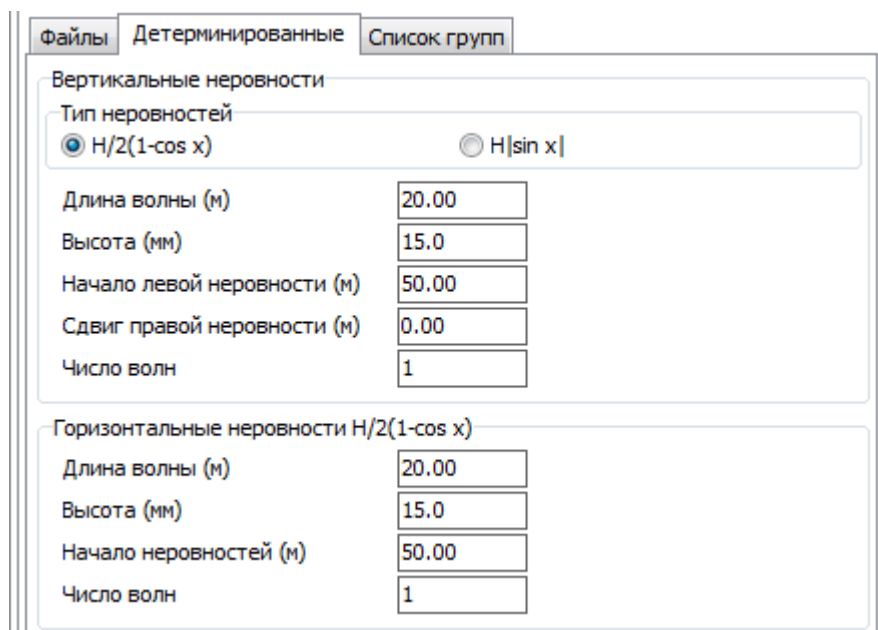 Файлы Детерминированные Список групп
Вертикальные неровности
Тип неровностей
H/2(1-cos x) H|sin x|
Длина волны (м) 20.00
Высота (мм) 15.0
Начало левой неровности (м) 50.00
Сдвиг правой неровности (м) 0.00
Число волн 1
Горизонтальные неровности H/2(1-cos x)
Длина волны (м) 20.00
Высота (мм) 15.0
Начало неровностей (м) 50.00
Число волн 1